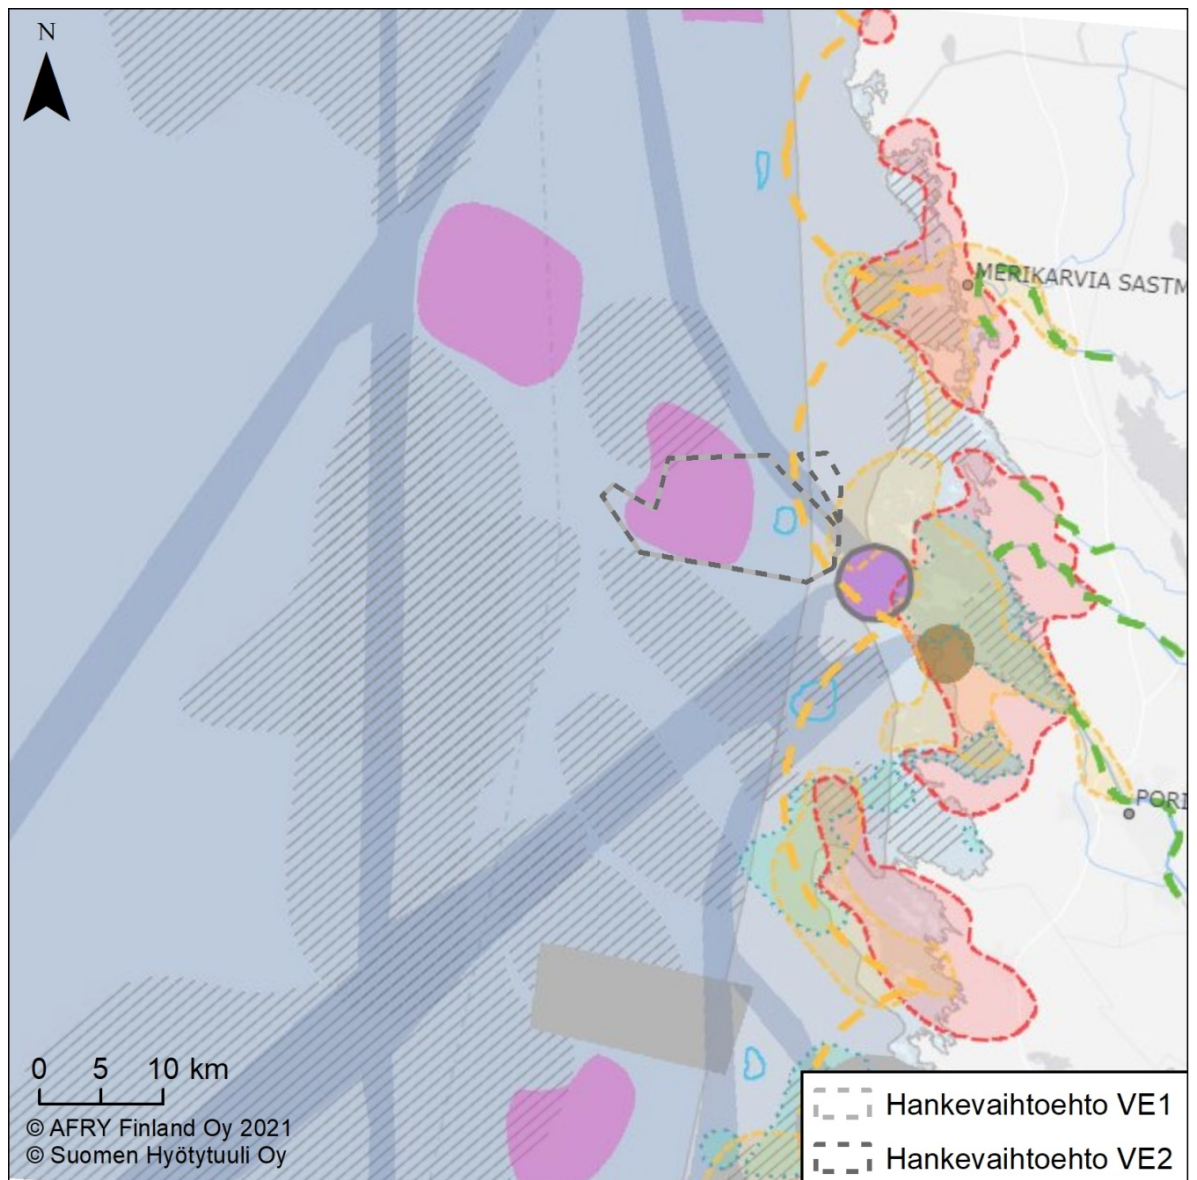 N
MERIKARVIA SASTM
PORI
0 5 10 km
© AFRY Finland Oy 2021
© Suomen Hyötytuuli Oy
Hankevaihtoehto VE1
Hankevaihtoehto VE2